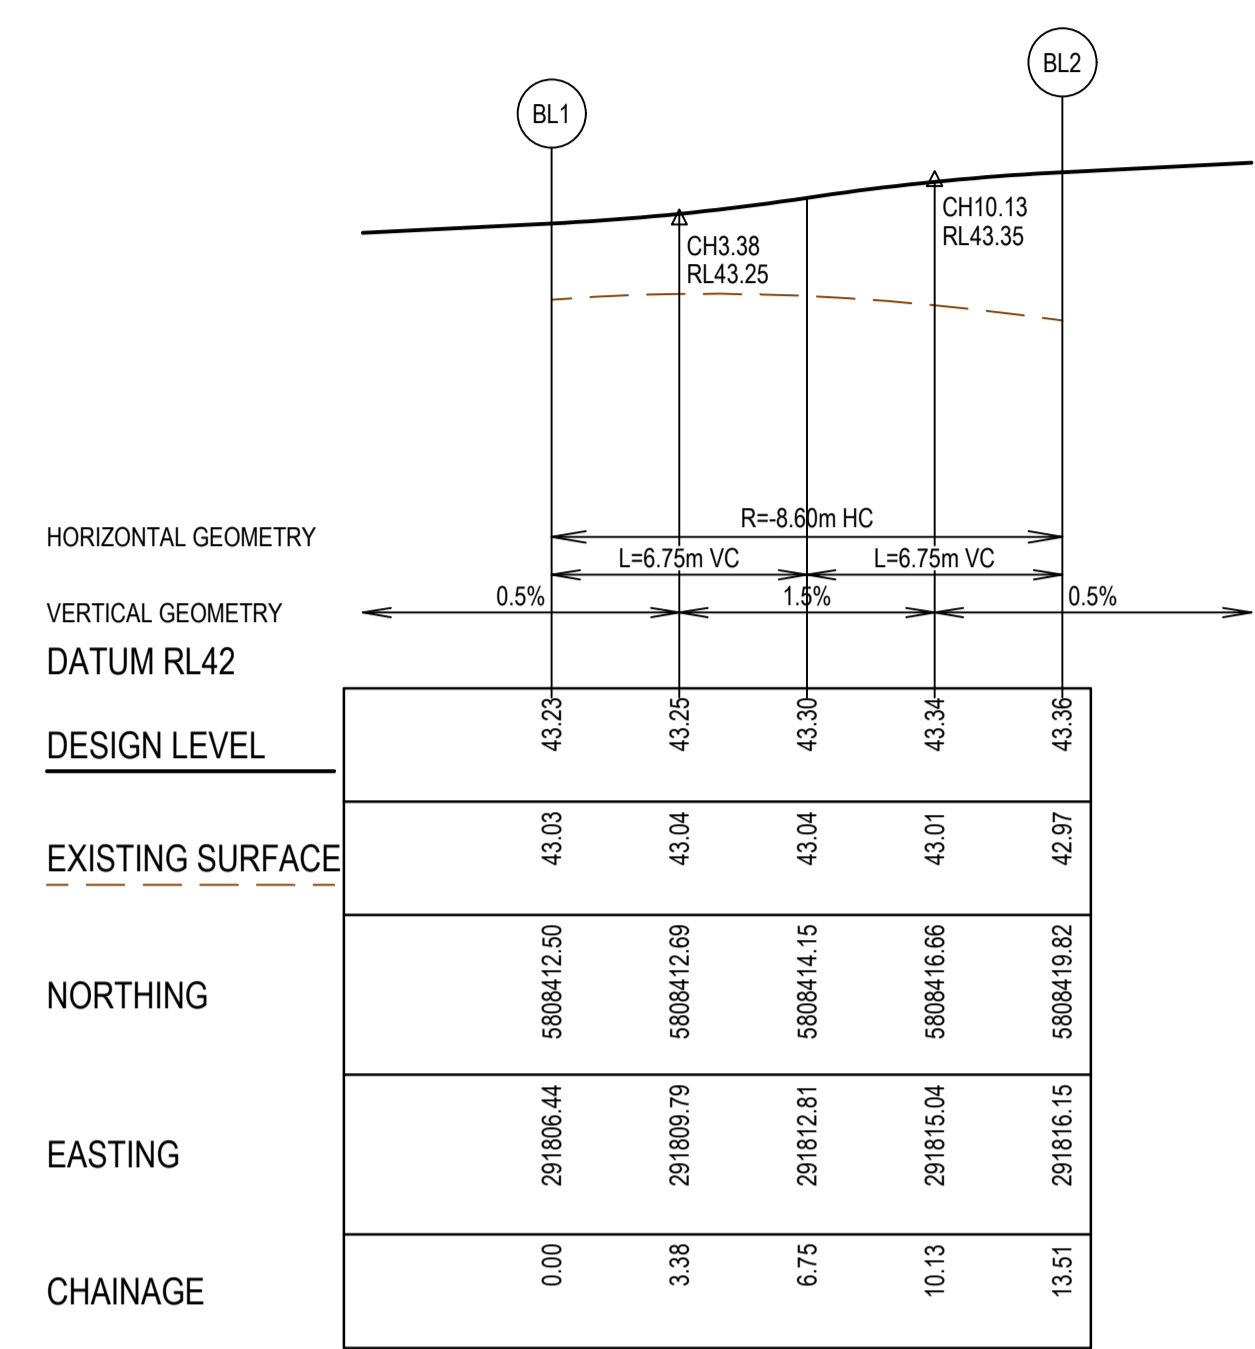 BL1
BL2
CH3.38
RL43.25
CH10.13
RL43.35
HORIZONTAL GEOMETRY
R=-8.60m HC
L=6.75m VC
L=6.75m VC
VERTICAL GEOMETRY
0.5%
1.5%
0.5%
DATUM RL42
DESIGN LEVEL
43.23
43.25
43.30
43.34
43.36
EXISTING SURFACE
43.03
43.04
43.04
43.01
42.97
NORTHING
5808412.50
5808412.69
5808414.15
5808416.66
5808419.82
EASTING
291806.44
291809.79
291812.81
291815.04
291816.15
CHAINAGE
0.00
3.38
6.75
10.13
13.51